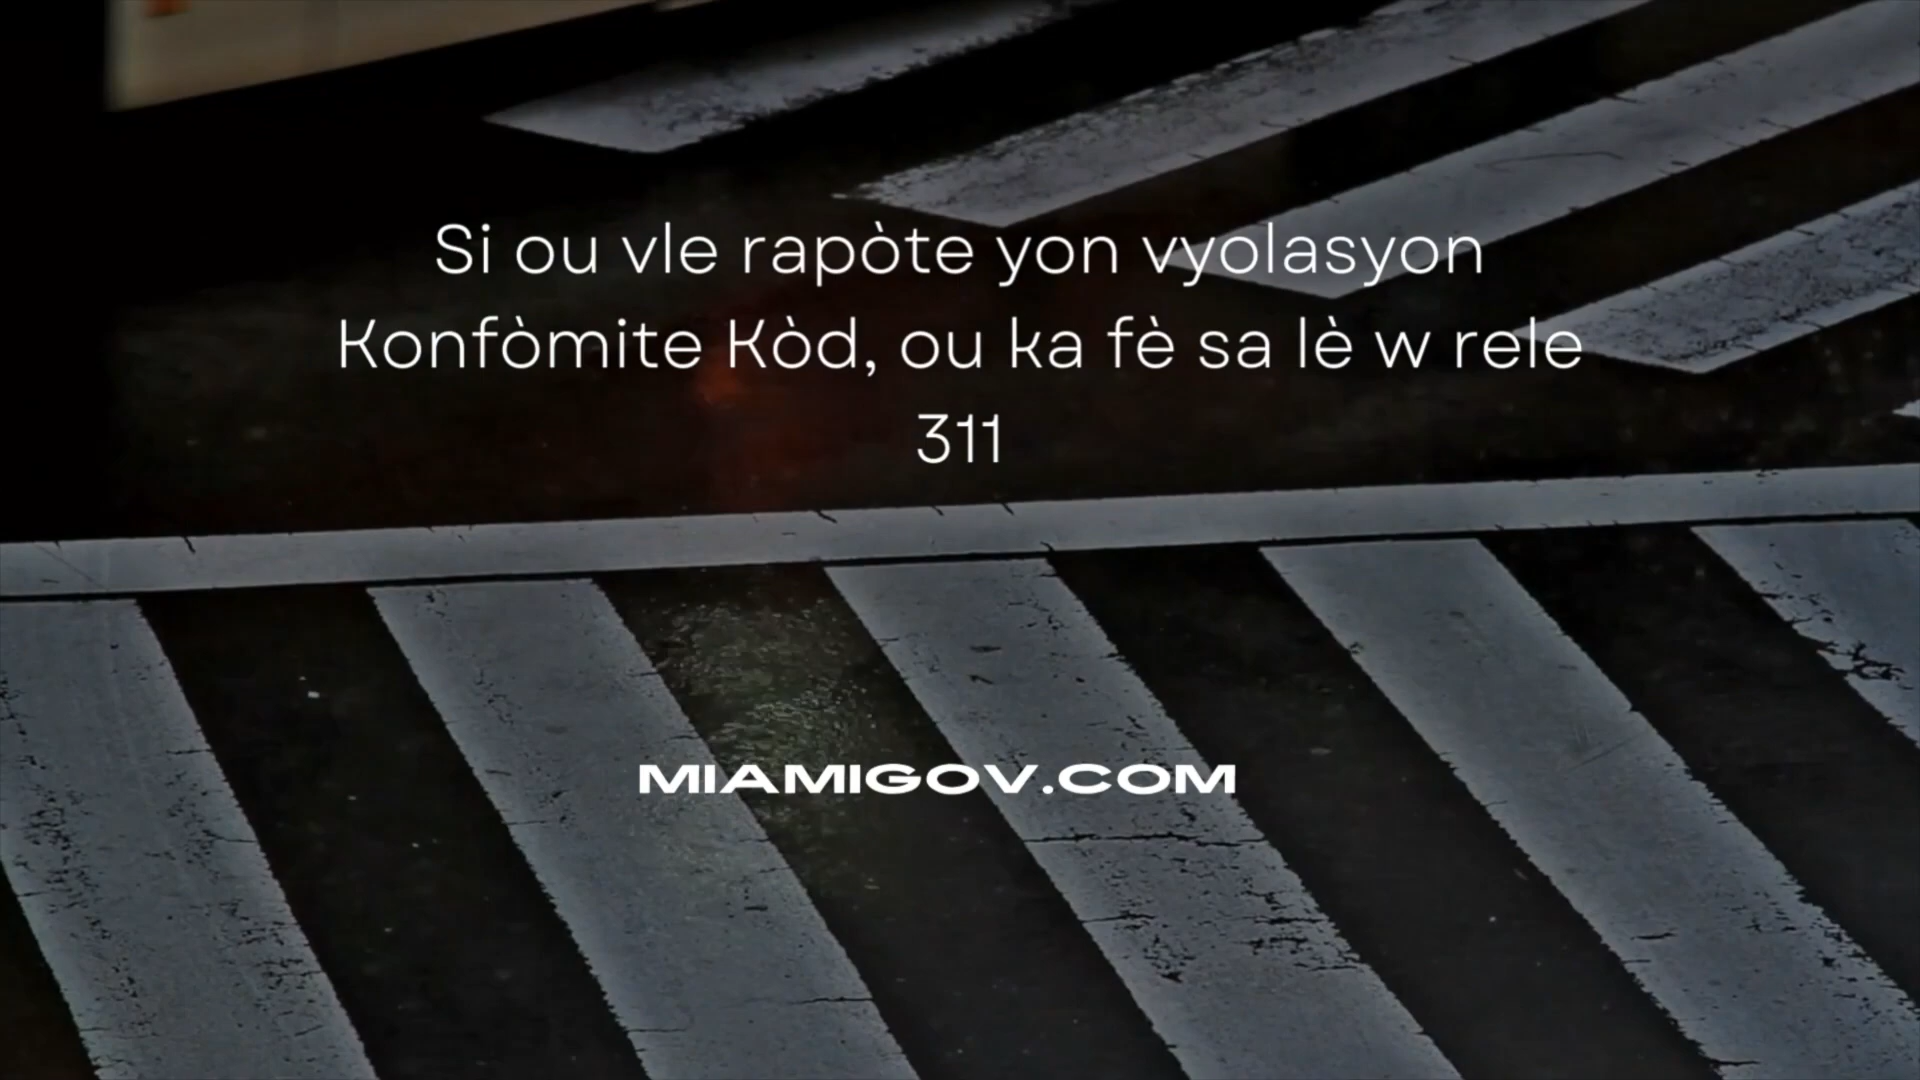 Si ou vle rapòte yon vyolasyon
Konfòmite Kòd, ou ka fè sa lè w rele
311
MIAMIGOV.COM